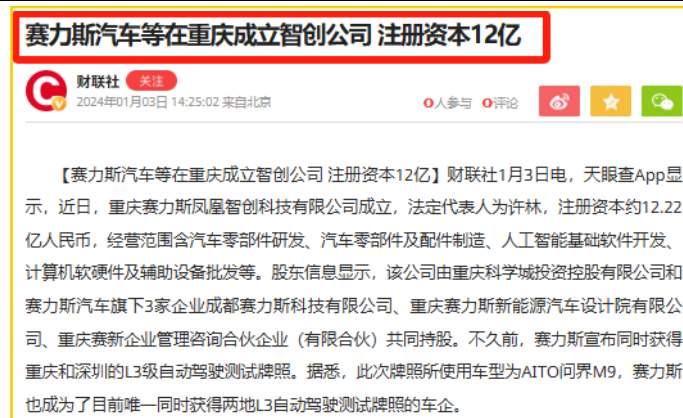 赛力斯汽车等在重庆成立智创公司 注册资本12亿
财联社 关注
2024年01月03日 14:25:02 来自北京
0人参与 0评论
【赛力斯汽车等在重庆成立智创公司 注册资本12亿】财联社1月3日电，天眼查App显
示，近日，重庆赛力斯凤凰智创科技有限公司成立，法定代表人为许林，注册资本约12.22
亿人民币，经营范围含汽车零部件研发、汽车零部件及配件制造、人工智能基础软件开发、
计算机软硬件及辅助设备批发等。股东信息显示，该公司由重庆科学城投资控股有限公司和
赛力斯汽车旗下3家企业成都赛力斯科技有限公司、重庆赛力斯新能源汽车设计院有限公
司、重庆赛新企业管理咨询合伙企业（有限合伙）共同持股。不久前，赛力斯宣布同时获得
重庆和深圳的L3级自动驾驶测试牌照。据悉，此次牌照所使用车型为AITO问界M9，赛力斯
也成为了目前唯一同时获得两地L3自动驾驶测试牌照的车企。